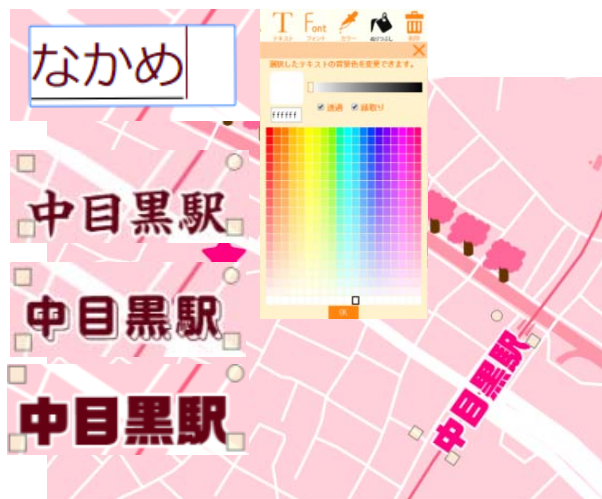 なかめ
中目黒駅
中目黒駅
中目黒駅
T Font
テキスト フォント カラー ぬりつぶし 削除
選択したテキストの背景色を変更できます。
ffffff
透過 縁取り
OK
中目黒駅